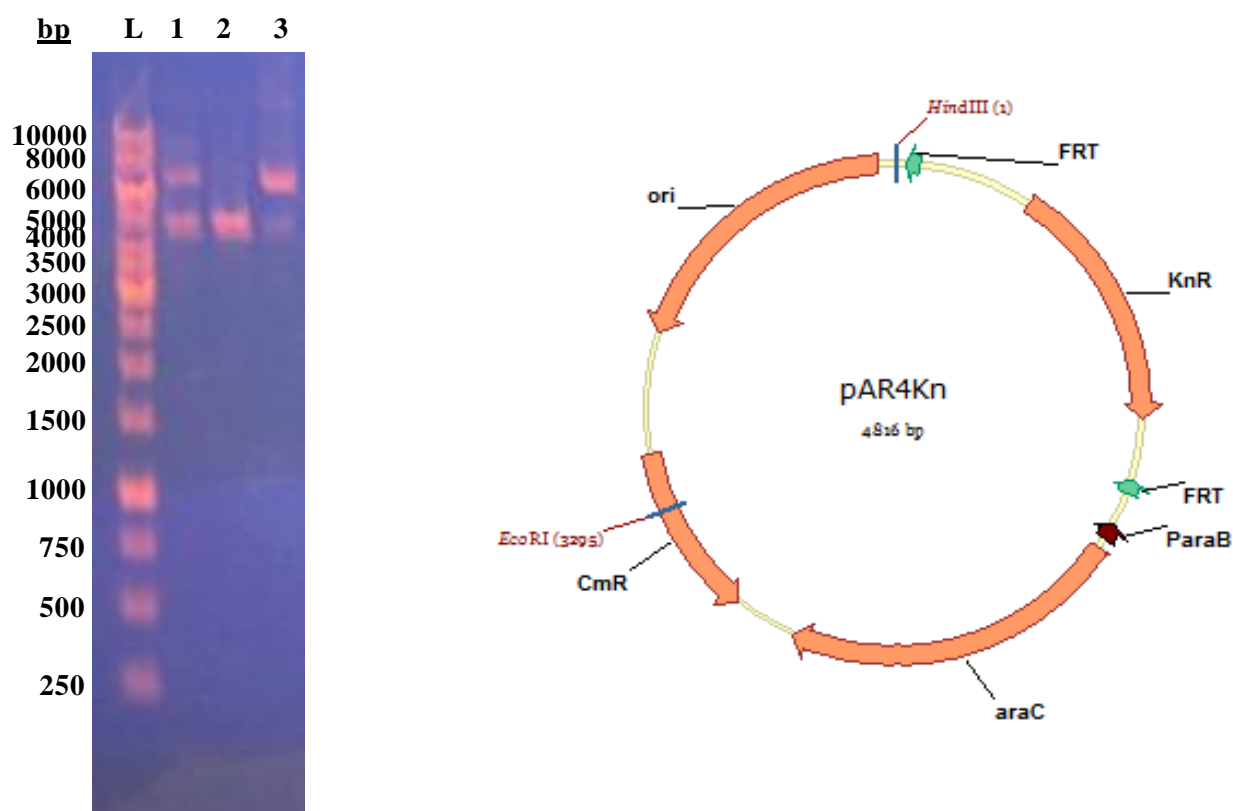 bp L 1 2 3
10000
8000
6000
5000
4000
3500
3000
2500
2000
1500
1000
750
500
250
HindIII (1)
FRT
ori
KnR
pAR4Kn
4816 bp
FRT
ParaB
EcoRI (3295)
CmR
araC